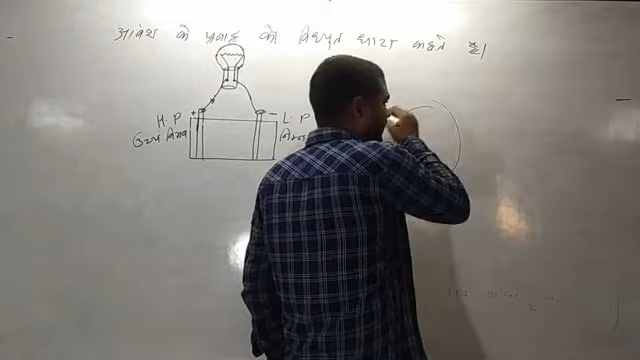 आवेश के प्रवाह को विद्युत धारा कहते है।
H.P + - L.P
उच्च विभव